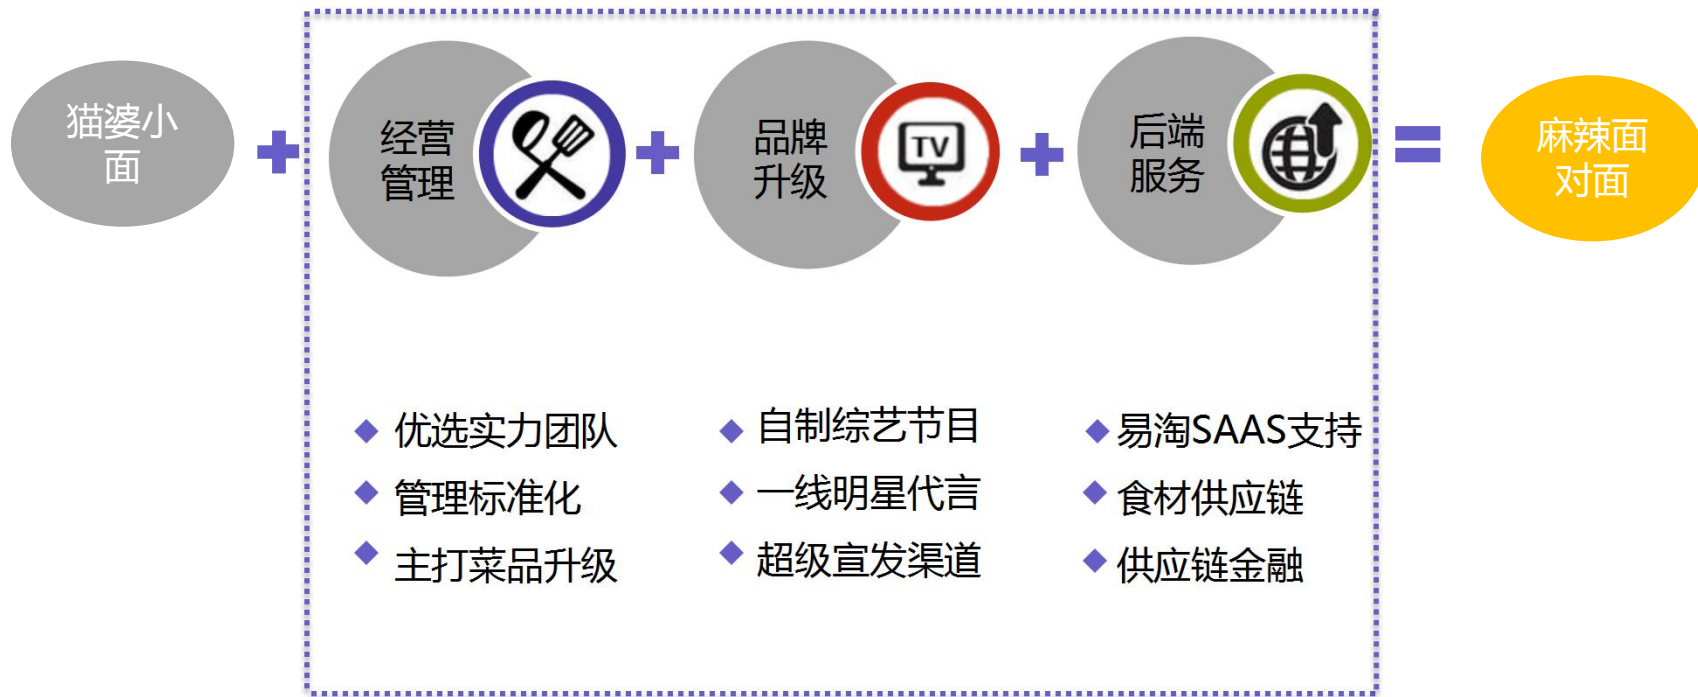 猫婆小
面
经营
管理
品牌
升级
TV
后端
服务
麻辣面
对面
优选实力团队
管理标准化
主打菜品升级
自制综艺节目
一线明星代言
超级宣发渠道
易淘SAAS支持
食材供应链
供应链金融